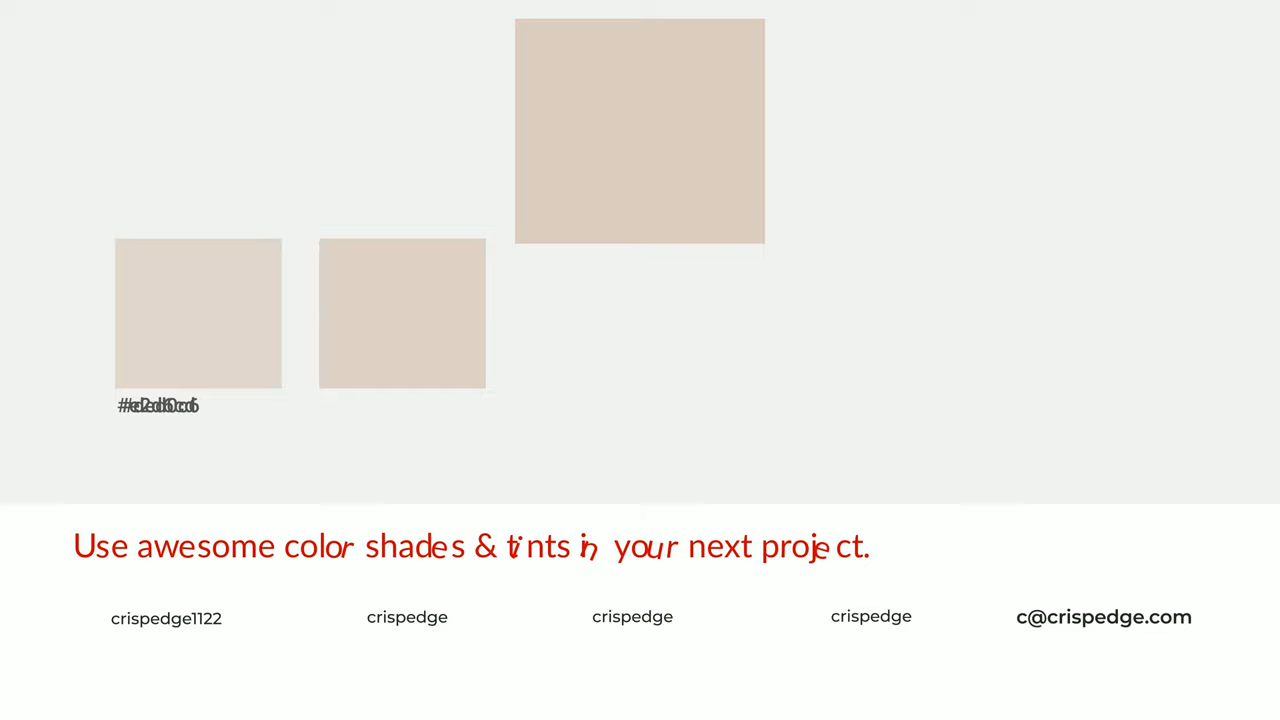 Use awesome color shades & tints in your next project.
crispedge1122 crispedge crispedge crispedge c@crispedge.com